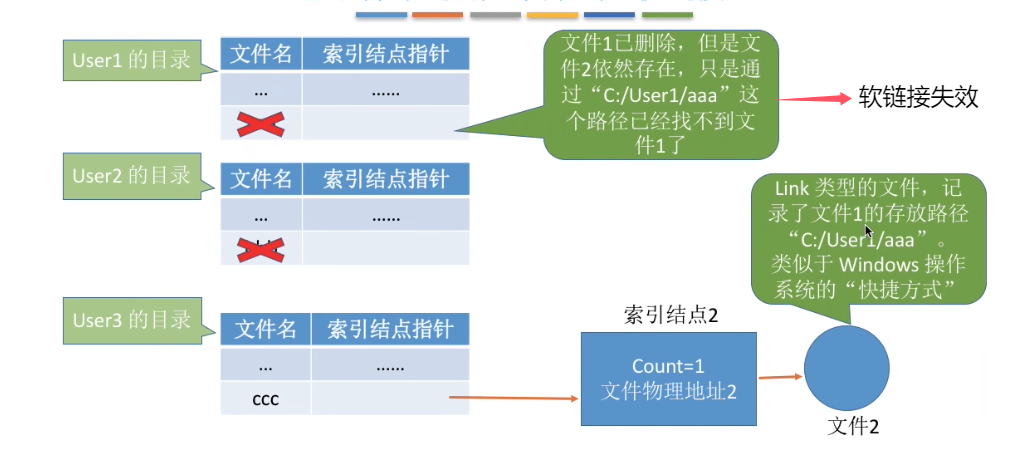 User1 的目录
文件名 索引结点指针
... ......
文件1已删除，但是文
件2依然存在，只是通
过“C:/User1/aaa”这
个路径已经找不到文
件1了
软链接失效
User2 的目录
文件名 索引结点指针
... ......
Link 类型的文件，记
录了文件1的存放路径
“C:/User1/aaa”。
类似于 Windows 操作
系统的“快捷方式”
User3 的目录
文件名 索引结点指针
... ......
ccc
索引结点2
Count=1
文件物理地址2
文件2